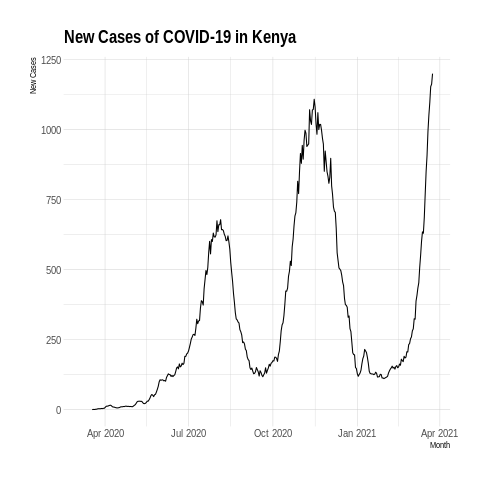 New Cases of COVID-19 in Kenya
New Cases
1250
1000
750
500
250
0
Apr 2020
Jul 2020
Oct 2020
Jan 2021
Apr 2021
Month